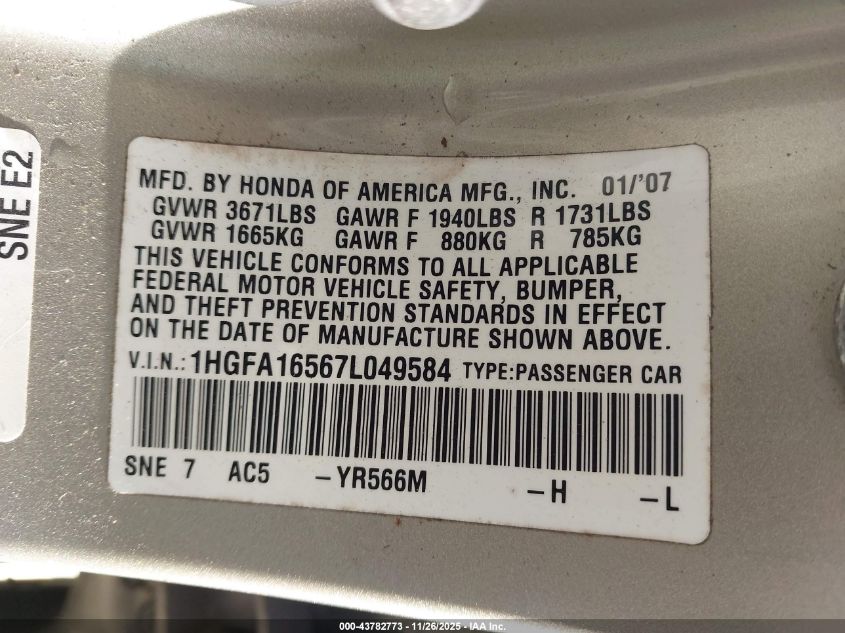 SNE E2
MFD. BY HONDA OF AMERICA MFG., INC. 01/'07
GVWR 3671LBS GAWR F 1940LBS R 1731LBS
GVWR 1665KG GAWR F 880KG R 785KG
THIS VEHICLE CONFORMS TO ALL APPLICABLE
FEDERAL MOTOR VEHICLE SAFETY, BUMPER,
AND THEFT PREVENTION STANDARDS IN EFFECT
ON THE DATE OF MANUFACTURE SHOWN ABOVE.
V.I.N.: 1HGFA16567L049584 TYPE:PASSENGER CAR
SNE 7 AC5 -YR566M -H -L
000-43782773 - 11/26/2025 - IAA Inc.